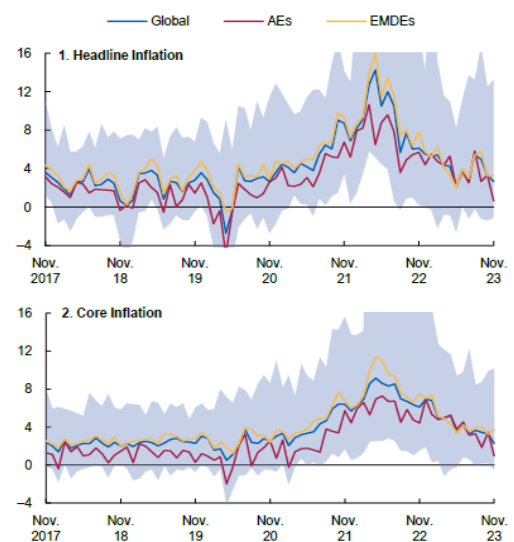 Global AEs EMDEs
1. Headline Inflation
16
12
8
4
0
–4
Nov. Nov. Nov. Nov. Nov. Nov. Nov.
2017 18 19 20 21 22 23
2. Core Inflation
16
12
8
4
0
–4
Nov. Nov. Nov. Nov. Nov. Nov. Nov.
2017 18 19 20 21 22 23